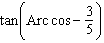 tan(Arc cos - 3/5)